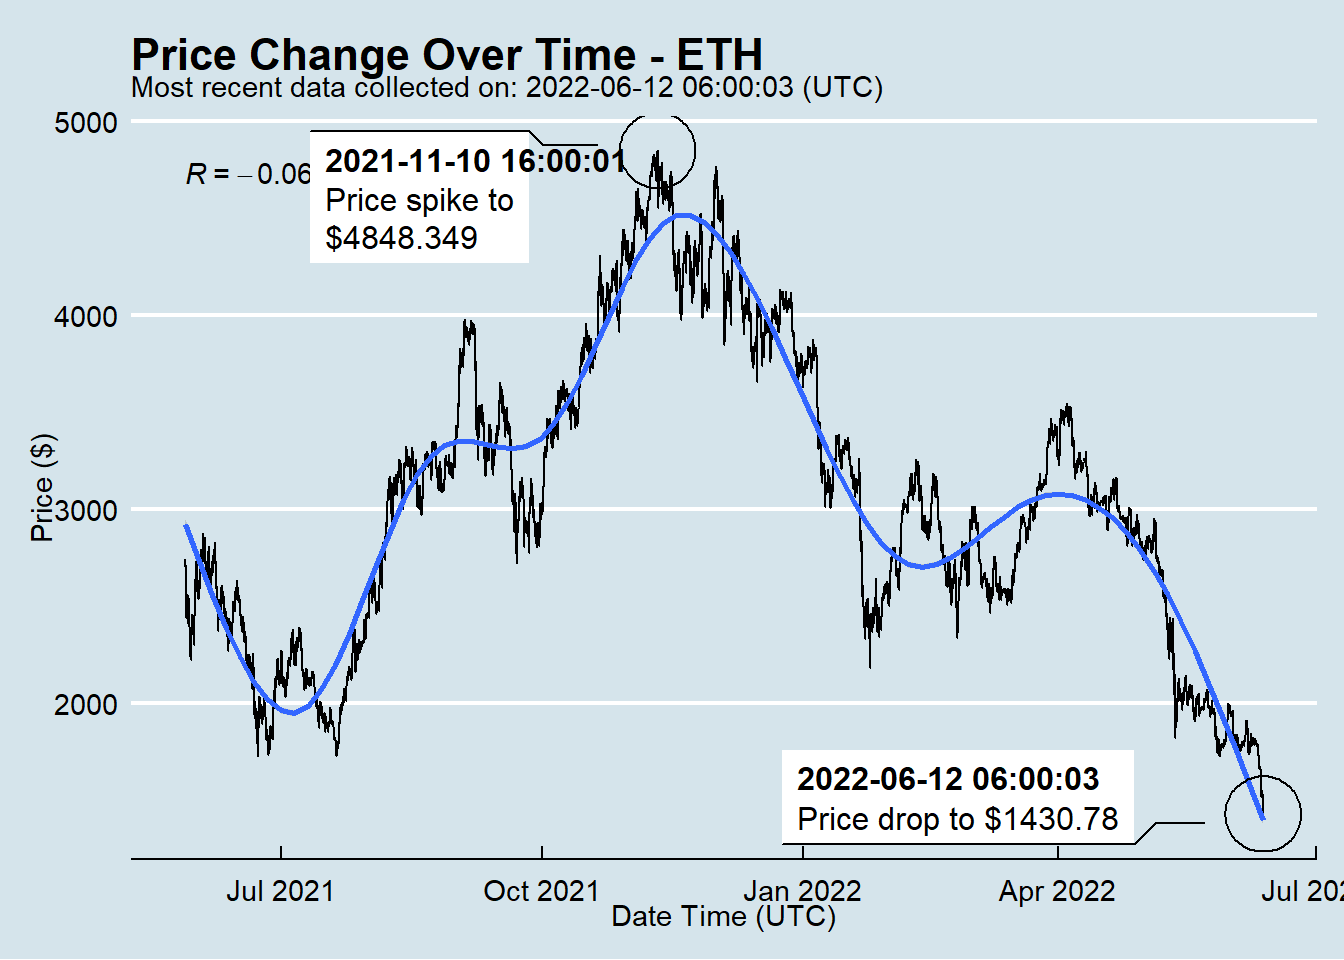 Price Change Over Time - ETH
Most recent data collected on: 2022-06-12 06:00:03 (UTC)
5000
R = −0.06
2021-11-10 16:00:01
Price spike to
$4848.349
4000
Price ($)
3000
2000
2022-06-12 06:00:03
Price drop to $1430.78
Jul 2021
Oct 2021
Jan 2022
Apr 2022
Jul 202
Date Time (UTC)